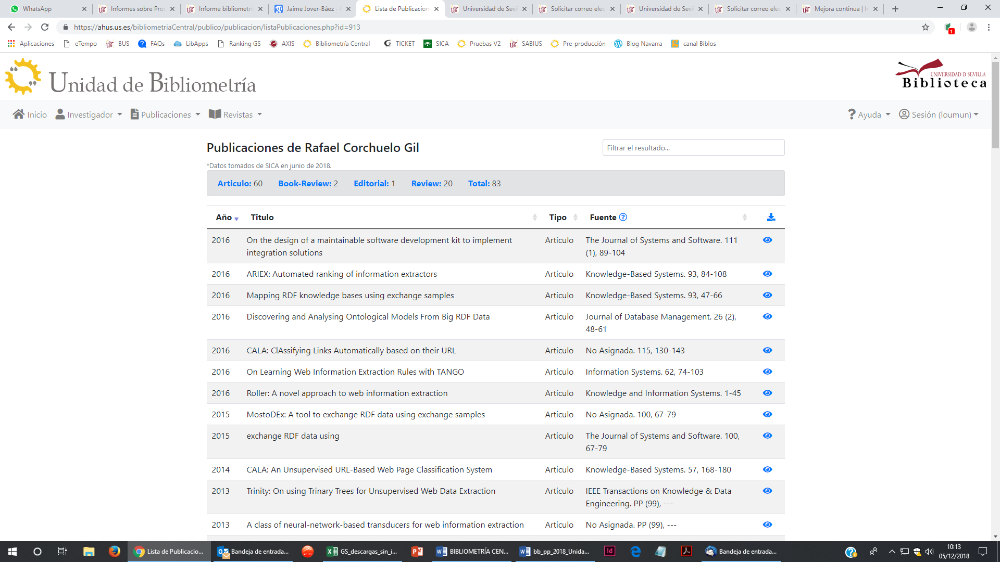 WhatsApp
Informes sobre Pro
Informe bibliometri
Jaime Jover-Báez -
Lista de Publicacion
Universidad de Sevi
Solicitar correo elec
Universidad de Sevi
Solicitar correo elec
Mejora continua | I
https://ahus.us.es/bibliometriaCentral/publico/publicacion/listaPublicaciones.php?id=913
1
Aplicaciones eTempo BUS FAQs LibApps Ranking GS AXIS Bibliometría Central TICKET SICA Pruebas V2 SABIUS Pre-producción Blog Navarra canal Biblos
Unidad de Bibliometría
UNIVERSIDAD D SEVILLA
Biblioteca
Inicio Investigador Publicaciones Revistas Ayuda Sesión (loumun)
Publicaciones de Rafael Corchuelo Gil
Filtrar el resultado...
*Datos tomados de SICA en junio de 2018.
Articulo: 60 Book-Review: 2 Editorial: 1 Review: 20 Total: 83
Año Titulo Tipo Fuente
2016 On the design of a maintainable software development kit to implement Articulo The Journal of Systems and Software. 111
integration solutions (1), 89-104
2016 ARIEX: Automated ranking of information extractors Articulo Knowledge-Based Systems. 93, 84-108
2016 Mapping RDF knowledge bases using exchange samples Articulo Knowledge-Based Systems. 93, 47-66
2016 Discovering and Analysing Ontological Models From Big RDF Data Articulo Journal of Database Management. 26 (2),
48-61
2016 CALA: ClAssifying Links Automatically based on their URL Articulo No Asignada. 115, 130-143
2016 On Learning Web Information Extraction Rules with TANGO Articulo Information Systems. 62, 74-103
2016 Roller: A novel approach to web information extraction Articulo Knowledge and Information Systems. 1-45
2015 MostoDEx: A tool to exchange RDF data using exchange samples Articulo No Asignada. 100, 67-79
2015 exchange RDF data using Articulo The Journal of Systems and Software. 100,
67-79
2014 CALA: An Unsupervised URL-Based Web Page Classification System Articulo Knowledge-Based Systems. 57, 168-180
2013 Trinity: On using Trinary Trees for Unsupervised Web Data Extraction Articulo IEEE Transactions on Knowledge & Data
Engineering. PP (99), ---
2013 A class of neural-network-based transducers for web information extraction Articulo No Asignada. PP (99), ---
Lista de Publicacio...
Bandeja de entrada...
GS_descargas_sin_i...
BIBLIOMETRÍA CEN...
bb_pp_2018_Unida...
Id
Bandeja de entrada...
10:13
05/12/2018